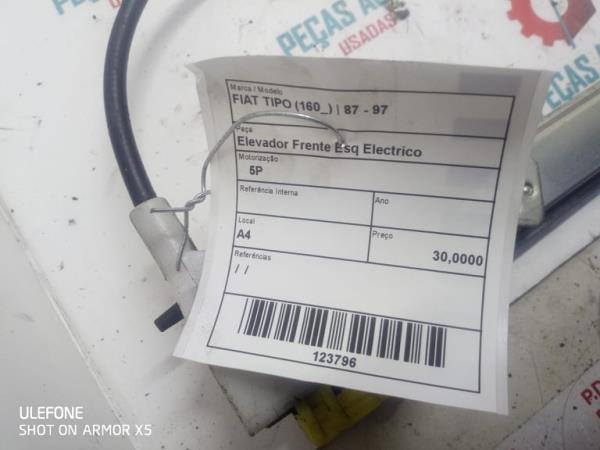 PEÇAS
USADAS
PEÇAS A
Marca / Modelo
FIAT TIPO (160_) | 87 - 97
Peça
Elevador Frente Esq Electrico
Motorização
5P
Referência Interna
Ano
Local
A4
Preço
30,0000
Referências
/ /
123796
P.D.
ULEFONE
SHOT ON ARMOR X5